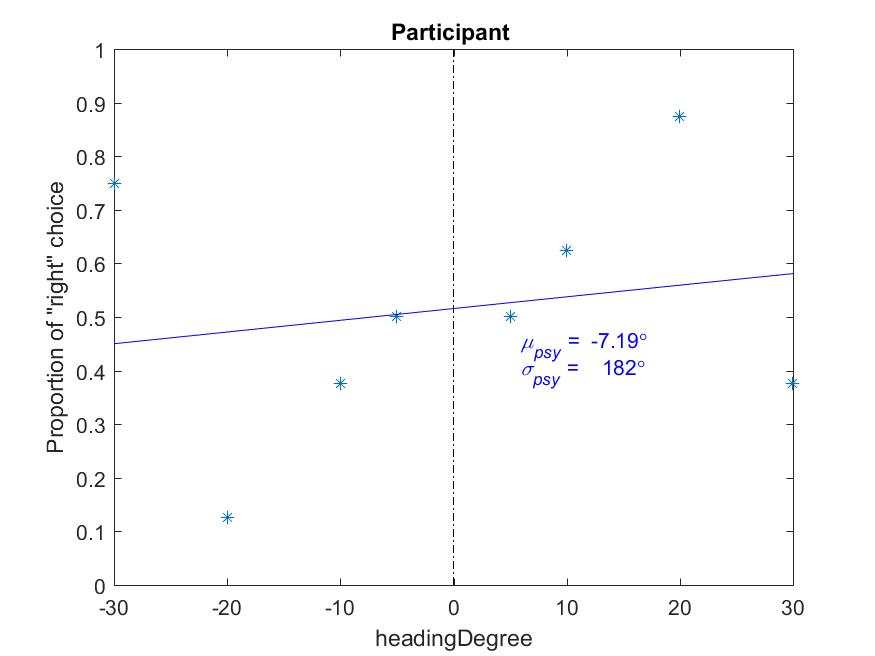 Participant
1
0.9
0.8
0.7
0.6
0.5
0.4
0.3
0.2
0.1
0
Proportion of "right" choice
μpsy = -7.19°
σpsy = 182°
-30 -20 -10 0 10 20 30
headingDegree